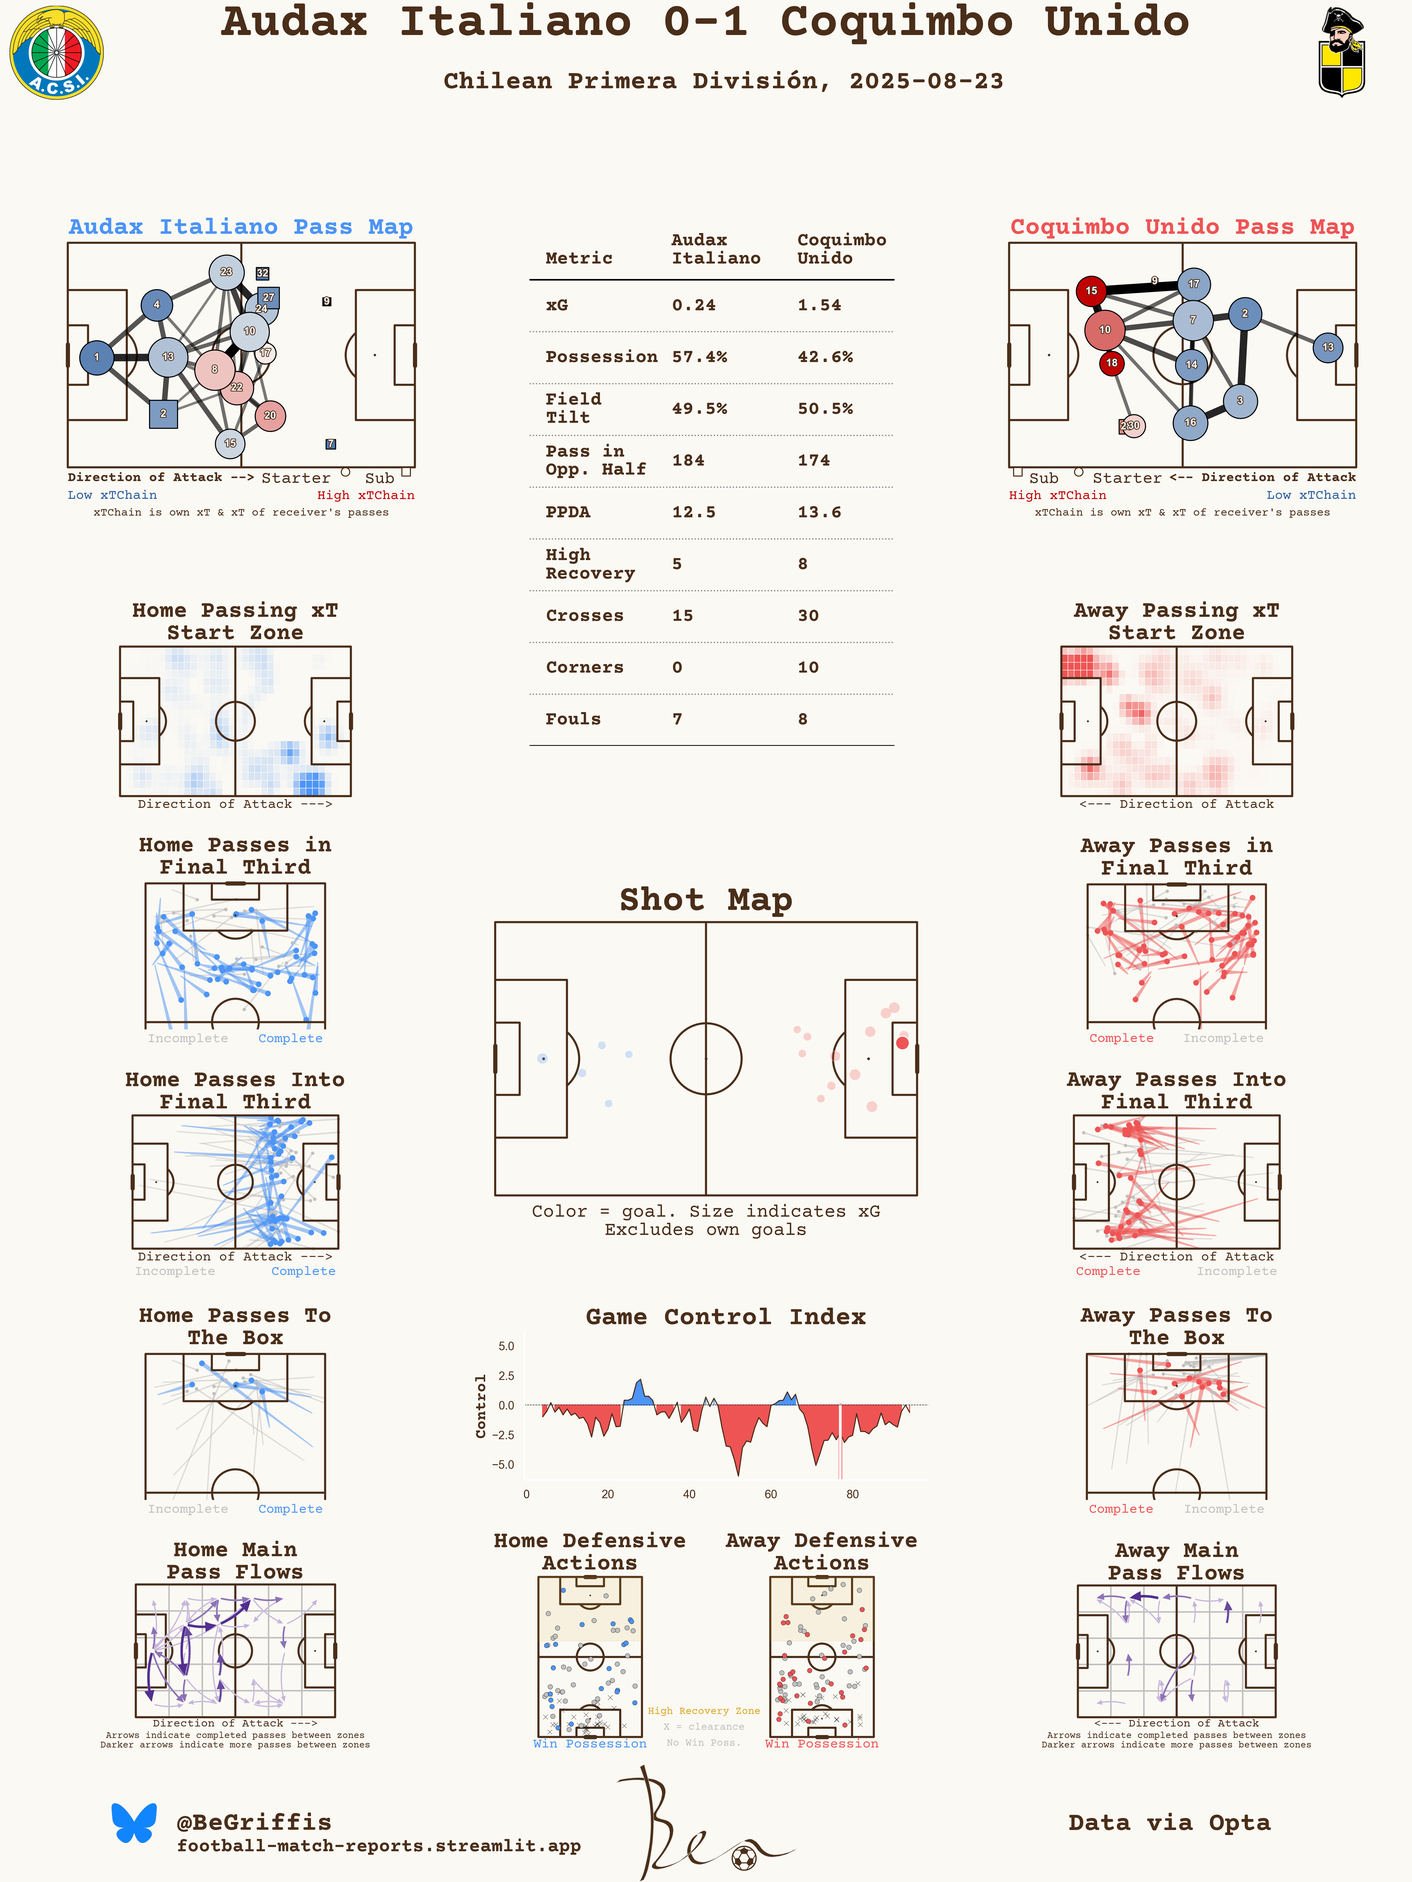 Audax Italiano 0-1 Coquimbo Unido
Chilean Primera División, 2025-08-23
A.C.S.I.
Audax Italiano Pass Map
23
32
4
27
24
9
10
1
13
17
8
22
2
20
15
7
Direction of Attack --> Starter Sub
Low xTChain High xTChain
xTChain is own xT & xT of receiver's passes
Metric Audax Italiano Coquimbo Unido
xG 0.24 1.54
Possession 57.4% 42.6%
Field Tilt 49.5% 50.5%
Pass in Opp. Half 184 174
PPDA 12.5 13.6
High Recovery 5 8
Crosses 15 30
Corners 0 10
Fouls 7 8
Coquimbo Unido Pass Map
9
17
15
2
7
10
13
18
14
3
16
30
Sub Starter <-- Direction of Attack
High xTChain Low xTChain
xTChain is own xT & xT of receiver's passes
Home Passing xT
Start Zone
Direction of Attack --->
Away Passing xT
Start Zone
<--- Direction of Attack
Home Passes in
Final Third
Incomplete Complete
Away Passes in
Final Third
Complete Incomplete
Shot Map
Color = goal. Size indicates xG
Excludes own goals
Home Passes Into
Final Third
Direction of Attack --->
Incomplete Complete
Away Passes Into
Final Third
<--- Direction of Attack
Complete Incomplete
Home Passes To
The Box
Incomplete Complete
Game Control Index
Control
5.0
2.5
0.0
−2.5
−5.0
0 20 40 60 80
Away Passes To
The Box
Complete Incomplete
Home Main
Pass Flows
Direction of Attack --->
Arrows indicate completed passes between zones
Darker arrows indicate more passes between zones
Home Defensive
Actions
Win Possession
Away Defensive
Actions
Win Possession
High Recovery Zone
X = clearance
No Win Poss.
Away Main
Pass Flows
<--- Direction of Attack
Arrows indicate completed passes between zones
Darker arrows indicate more passes between zones
@BeGriffis
football-match-reports.streamlit.app
Ben
Data via Opta